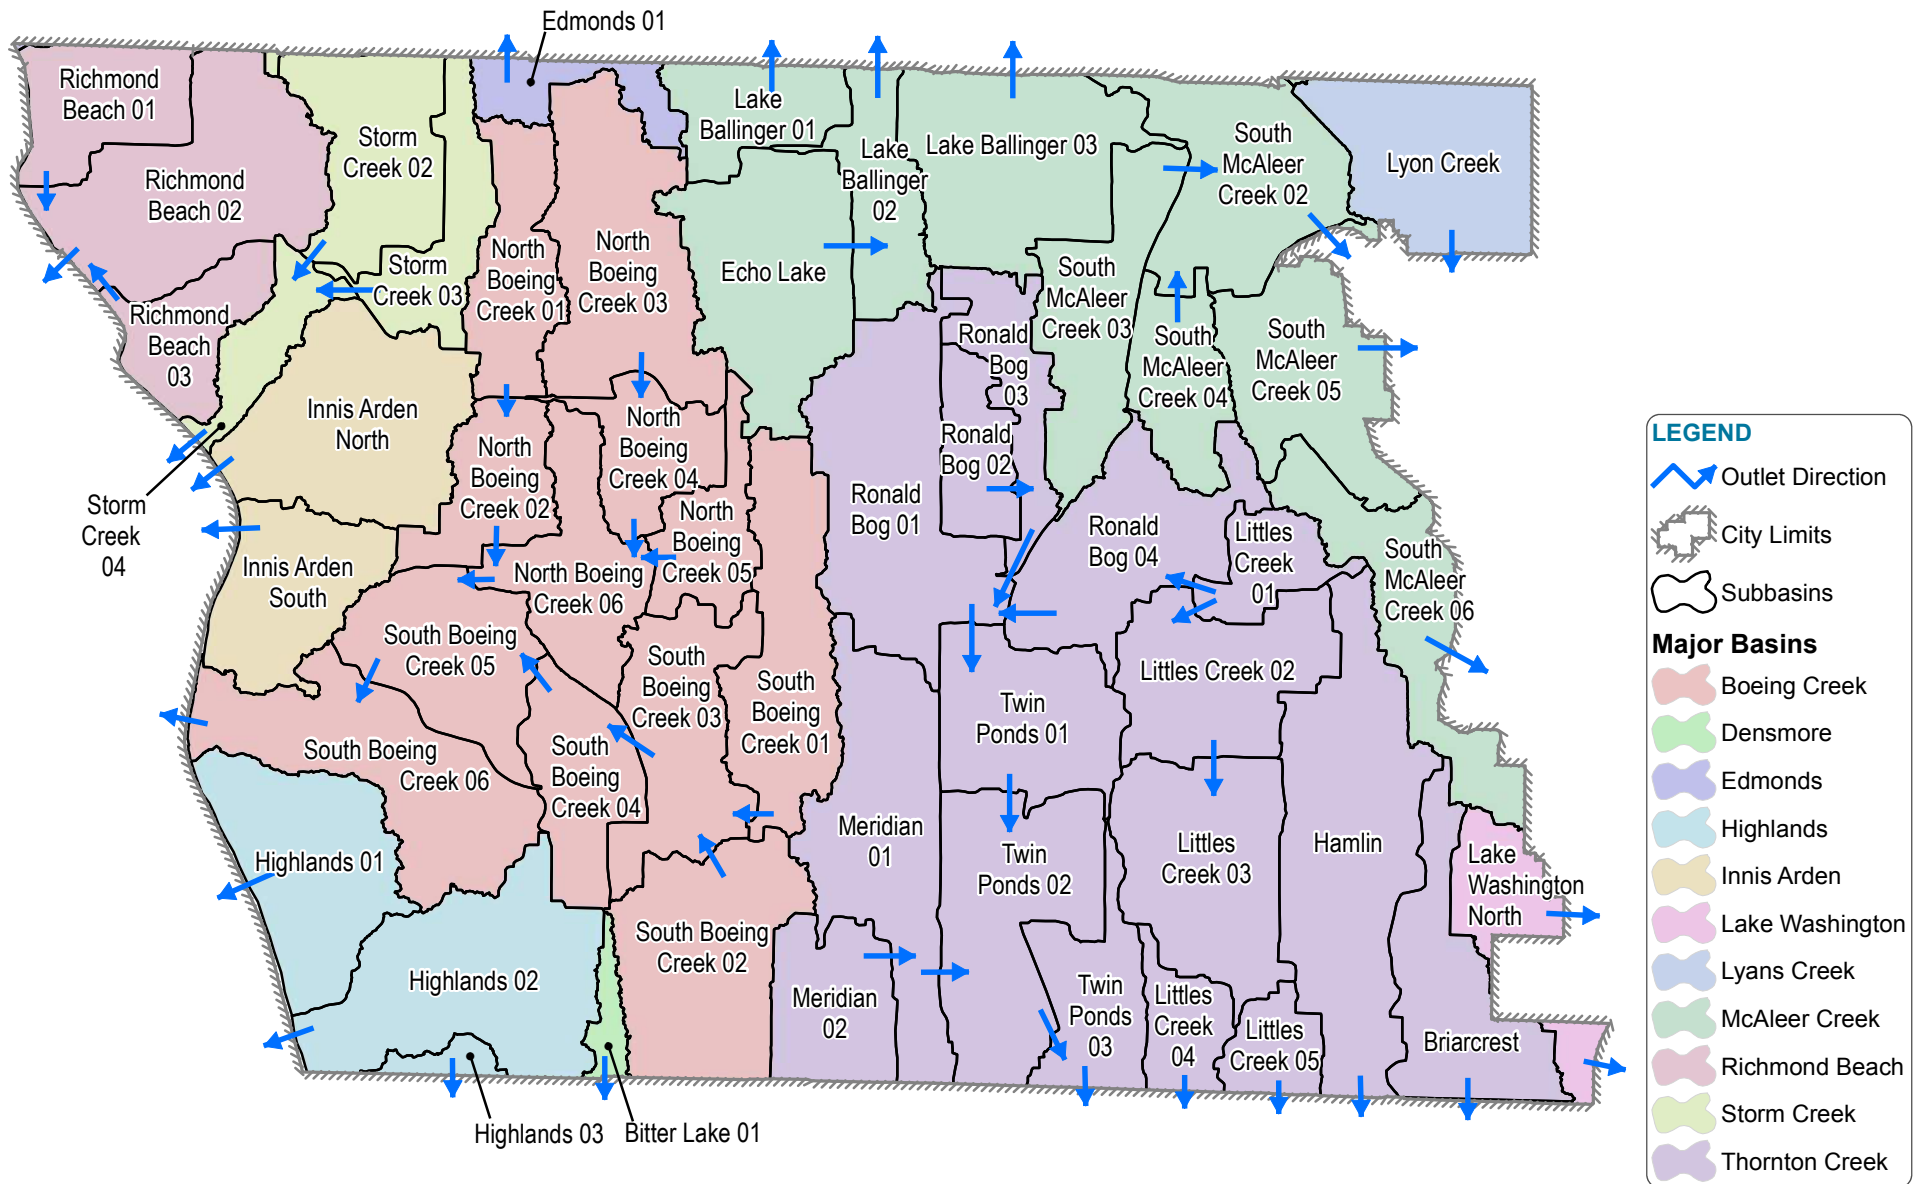 Edmonds 01
Richmond
Beach 01
Storm
Creek 02
Lake
Ballinger 01
Lake
Ballinger
02
Lake Ballinger 03
South
McAleer
Creek 02
Lyon Creek
Richmond
Beach 02
North
Boeing
Creek 01
North
Boeing
Creek 03
Echo Lake
Storm
Creek 03
South
McAleer
Creek 03
Richmond
Beach
03
Ronald
Bog
03
South
McAleer
Creek 04
South
McAleer
Creek 05
Innis Arden
North
North
Boeing
Creek 02
North
Boeing
Creek 04
Ronald
Bog 02
Storm
Creek
04
Ronald
Bog 01
North
Boeing
Creek 05
Ronald
Bog 04
Littles
Creek
01
South
McAleer
Creek 06
Innis Arden
South
North Boeing
Creek 06
South Boeing
Creek 05
South
Boeing
Creek 03
South
Boeing
Creek 01
Littles Creek 02
Twin
Ponds 01
South Boeing
Creek 06
South
Boeing
Creek 04
Meridian
01
Highlands 01
Twin
Ponds 02
Littles
Creek 03
Hamlin
Lake
Washington
North
South Boeing
Creek 02
Highlands 02
Meridian
02
Twin
Ponds
03
Littles
Creek
04
Littles
Creek 05
Briarcrest
Highlands 03
Bitter Lake 01
LEGEND
Outlet Direction
City Limits
Subbasins
Major Basins
Boeing Creek
Densmore
Edmonds
Highlands
Innis Arden
Lake Washington
Lyans Creek
McAleer Creek
Richmond Beach
Storm Creek
Thornton Creek